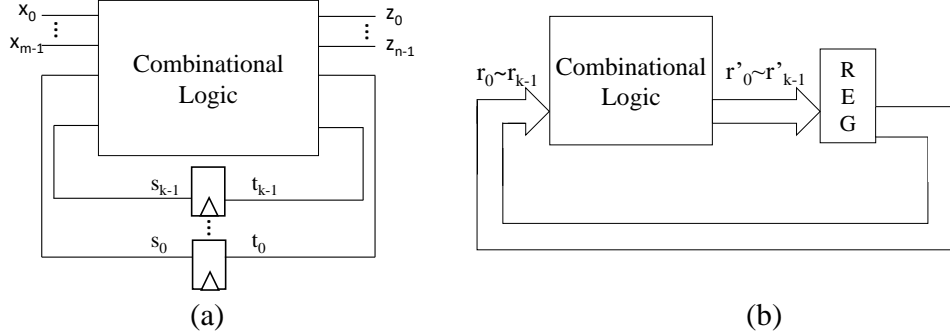 x0 z0
xm-1 zn-1
Combinational
Logic
sk-1 tk-1
s0 t0
(a)
r0~rk-1
Combinational
Logic
r'0~r'k-1
R
E
G
(b)